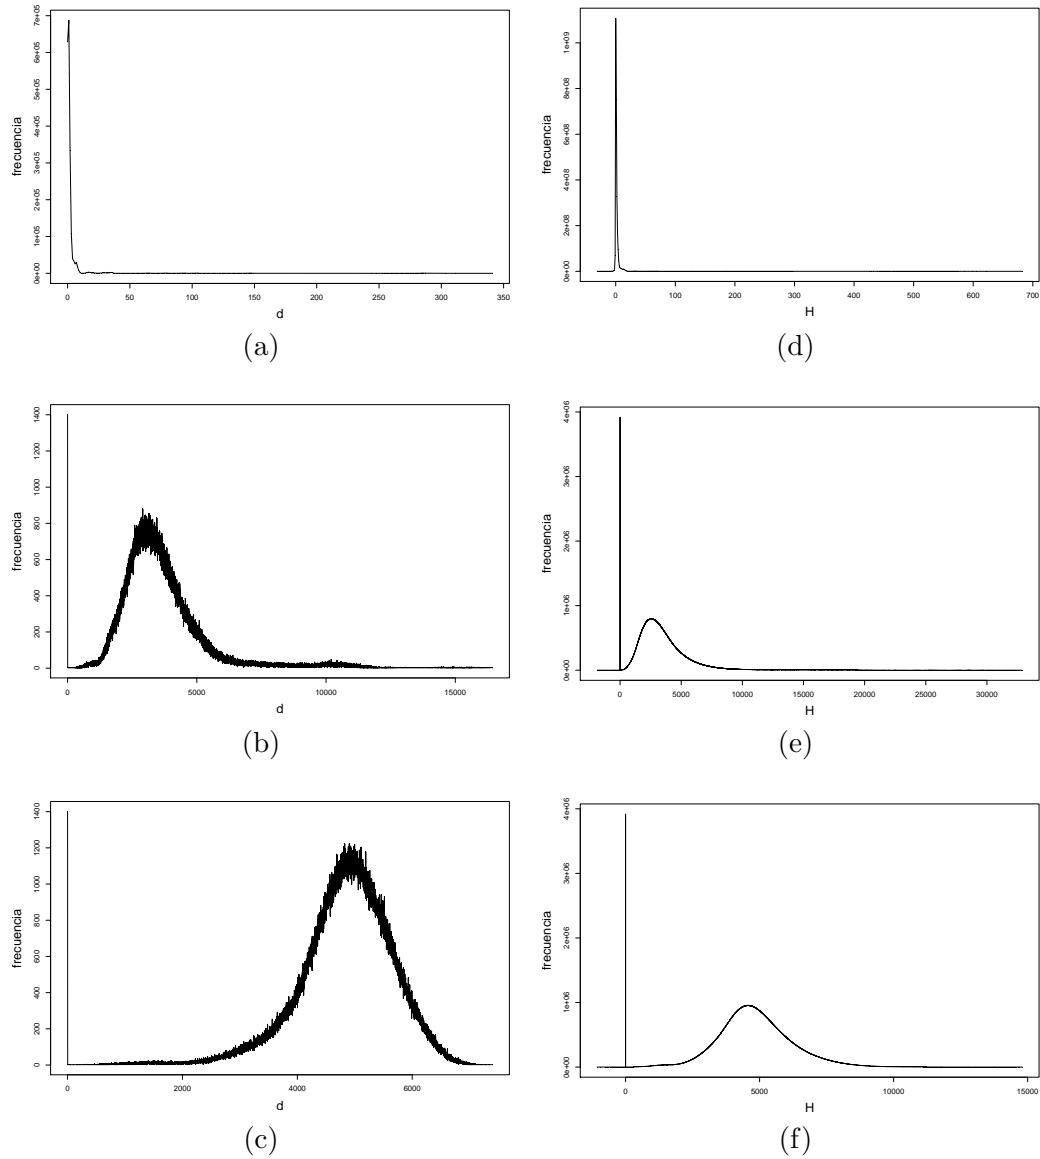 7e+05
6e+05
5e+05
4e+05
3e+05
2e+05
1e+05
0e+00
frecuencia
0 50 100 150 200 250 300 350
d
(a)
1e+09
8e+08
6e+08
4e+08
2e+08
0e+00
frecuencia
0 100 200 300 400 500 600 700
H
(d)
1400
1200
1000
800
600
400
200
0
frecuencia
0 5000 10000 15000
d
(b)
4e+06
3e+06
2e+06
1e+06
0e+00
frecuencia
0 5000 10000 15000 20000 25000 30000
H
(e)
1400
1200
1000
800
600
400
200
0
frecuencia
0 2000 4000 6000
d
(c)
4e+06
3e+06
2e+06
1e+06
0e+00
frecuencia
0 5000 10000 15000
H
(f)